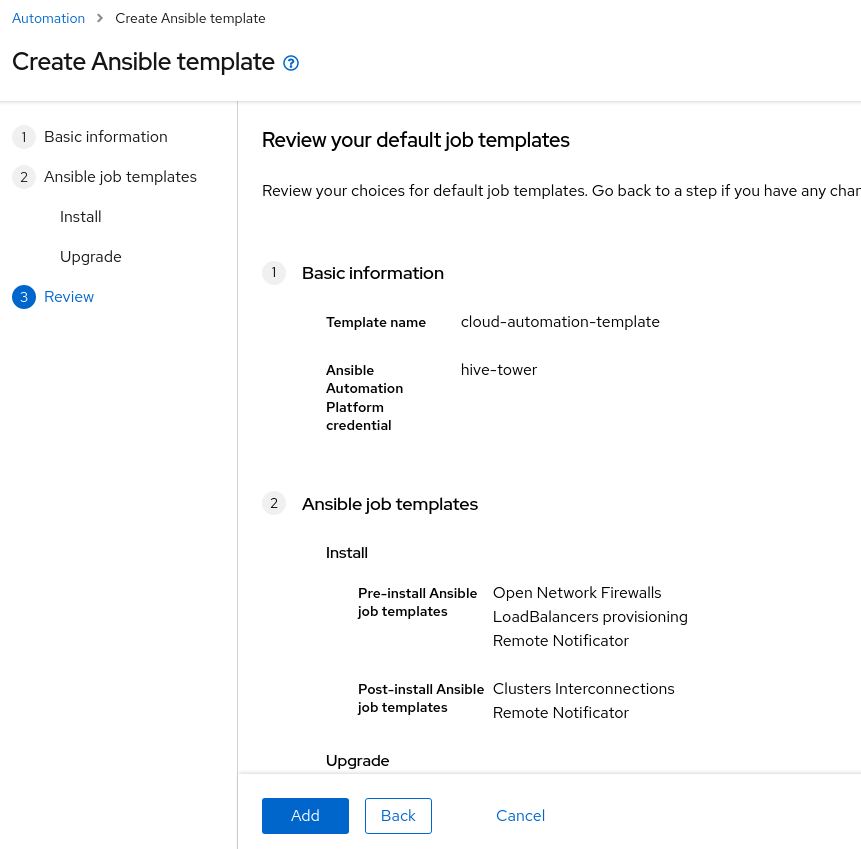 Automation > Create Ansible template
Create Ansible template
1 Basic information
2 Ansible job templates
Install
Upgrade
3 Review
Review your default job templates
Review your choices for default job templates. Go back to a step if you have any
1 Basic information
Template name cloud-automation-template
Ansible hive-tower
Automation
Platform
credential
2 Ansible job templates
Install
Pre-install Ansible Open Network Firewalls
job templates LoadBalancers provisioning
Remote Notificator
Post-install Ansible Clusters Interconnections
job templates Remote Notificator
Upgrade
Add Back Cancel